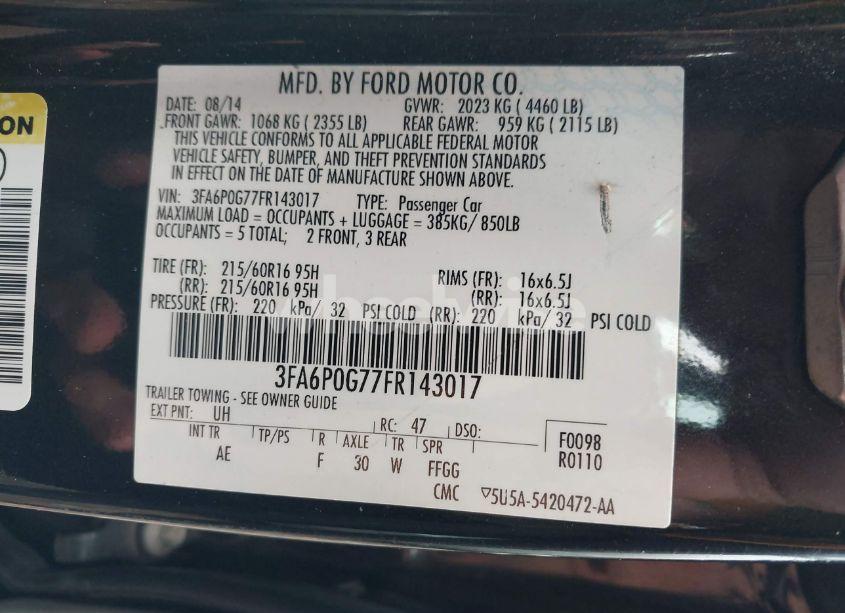 MFD. BY FORD MOTOR CO.
DATE: 08/14 GVWR: 2023 KG ( 4460 LB)
FRONT GAWR: 1068 KG ( 2355 LB) REAR GAWR: 959 KG ( 2115 LB)
THIS VEHICLE CONFORMS TO ALL APPLICABLE FEDERAL MOTOR
VEHICLE SAFETY, BUMPER, AND THEFT PREVENTION STANDARDS
IN EFFECT ON THE DATE OF MANUFACTURE SHOWN ABOVE.
VIN: 3FA6P0G77FR143017 TYPE: Passenger Car
MAXIMUM LOAD = OCCUPANTS + LUGGAGE = 385KG/ 850LB
OCCUPANTS = 5 TOTAL; 2 FRONT, 3 REAR
TIRE (FR): 215/60R16 95H RIMS (FR): 16x6.5J
(RR): 215/60R16 95H (RR): 16x6.5J
PRESSURE (FR): 220 kPa/ 32 PSI COLD (RR): 220 kPa/ 32 PSI COLD
3FA6P0G77FR143017
TRAILER TOWING - SEE OWNER GUIDE
EXT PNT: UH RC: 47 DSO:
INT TR TP/PS R AXLE TR SPR F0098
AE F 30 W FFGG R0110
CMC ▽5U5A-5420472-AA
ION